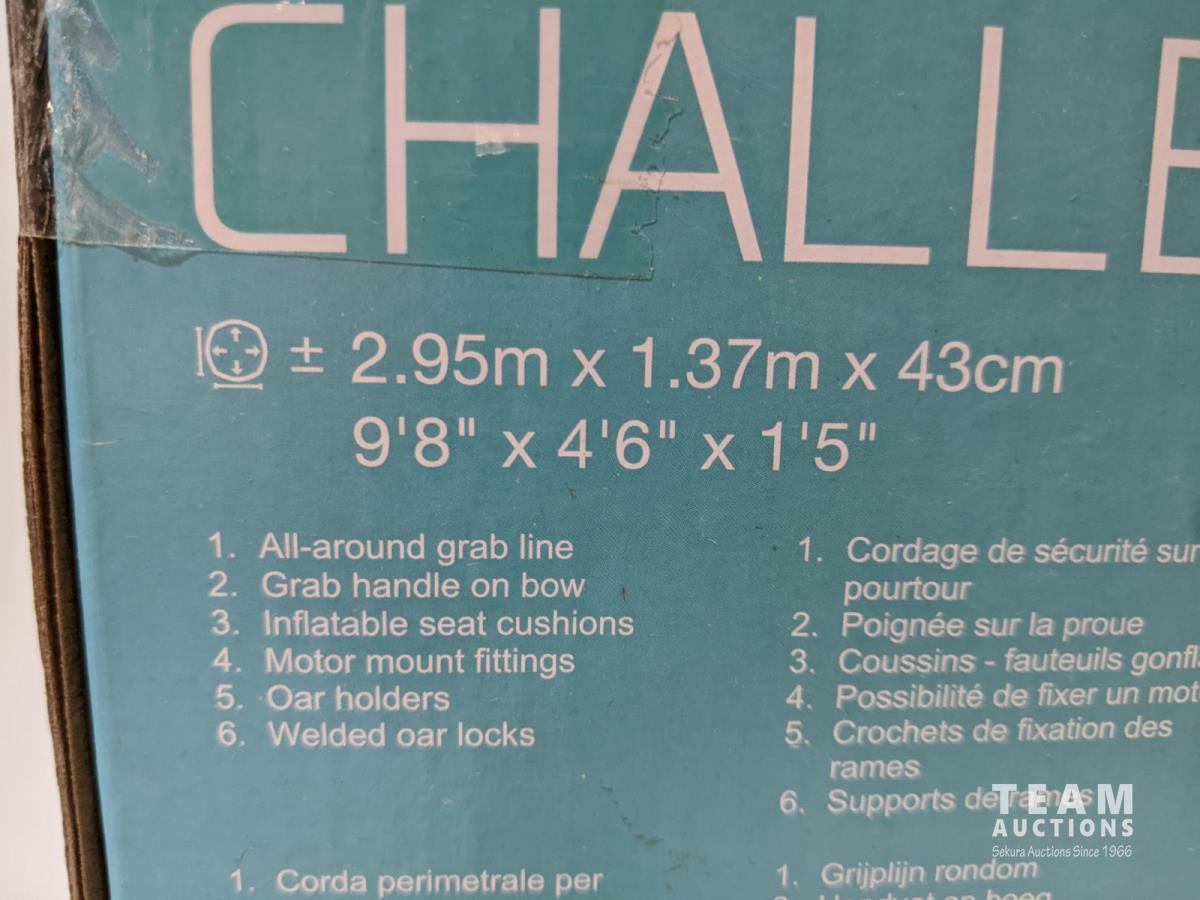 CHALLE
± 2.95m x 1.37m x 43cm
9'8" x 4'6" x 1'5"
1. All-around grab line
2. Grab handle on bow
3. Inflatable seat cushions
4. Motor mount fittings
5. Oar holders
6. Welded oar locks
1. Cordage de sécurité sur
pourtour
2. Poignée sur la proue
3. Coussins - fauteuils gonfl
4. Possibilité de fixer un mot
5. Crochets de fixation des
rames
6. Supports de rames
1. Corda perimetrale per
1. Grijplijn rondom
TEAM
AUCTIONS
Sekura Auctions Since 1966